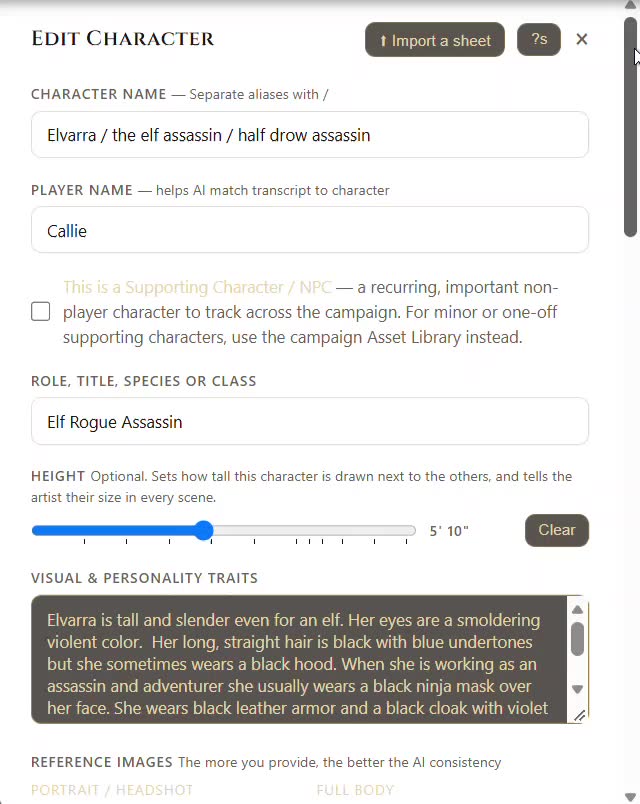 Edit Character
⬆ Import a sheet
?s
×
CHARACTER NAME — Separate aliases with /
Elvarra / the elf assassin / half drow assassin
PLAYER NAME — helps AI match transcript to character
Callie
This is a Supporting Character / NPC — a recurring, important non-
player character to track across the campaign. For minor or one-off
supporting characters, use the campaign Asset Library instead.
ROLE, TITLE, SPECIES OR CLASS
Elf Rogue Assassin
HEIGHT Optional. Sets how tall this character is drawn next to the others, and tells the
artist their size in every scene.
5' 10"
Clear
VISUAL & PERSONALITY TRAITS
Elvarra is tall and slender even for an elf. Her eyes are a smoldering
violent color.  Her long, straight hair is black with blue undertones
but she sometimes wears a black hood. When she is working as an
assassin and adventurer she usually wears a black ninja mask over
her face. She wears black leather armor and a black cloak with violet
REFERENCE IMAGES The more you provide, the better the AI consistency
PORTRAIT / HEADSHOT
FULL BODY